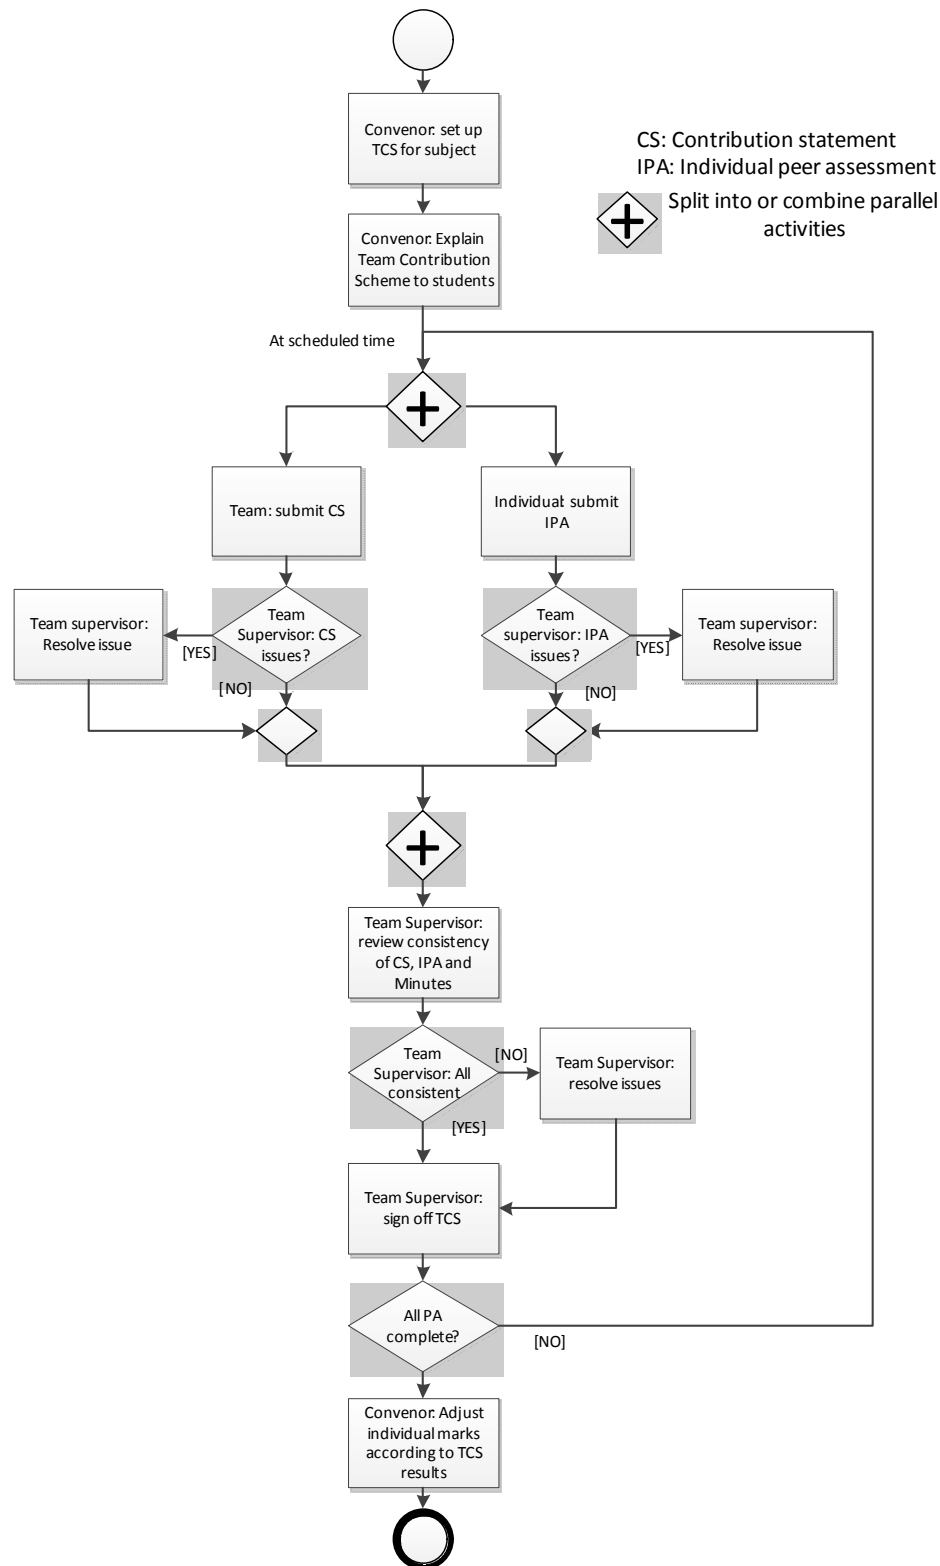 Convenor: set up
TCS for subject
CS: Contribution statement
IPA: Individual peer assessment
Split into or combine parallel
activities
Convenor: Explain
Team Contribution
Scheme to students
At scheduled time
Team: submit CS
Individual: submit
IPA
Team supervisor:
Resolve issue
Team
Supervisor: CS
issues?
[YES]
[NO]
Team
supervisor: IPA
issues?
[YES]
[NO]
Team supervisor:
Resolve issue
Team Supervisor:
review consistency
of CS, IPA and
Minutes
Team
Supervisor: All
consistent
[NO]
[YES]
Team Supervisor:
resolve issues
Team Supervisor:
sign off TCS
All PA
complete?
[NO]
Convenor: Adjust
individual marks
according to TCS
results